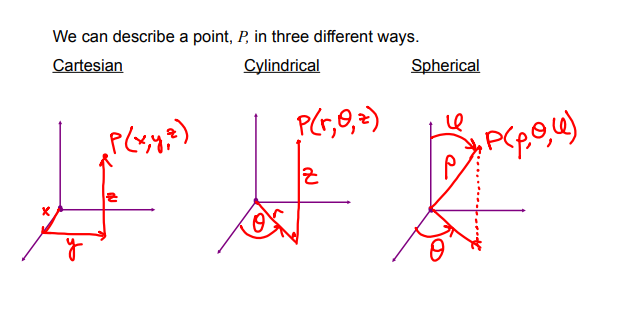 We can describe a point, P, in three different ways.
Cartesian Cylindrical Spherical
P(x,y,z) P(r,θ,z) φ P(ρ,θ,φ)
z z ρ
x r
y θ θ